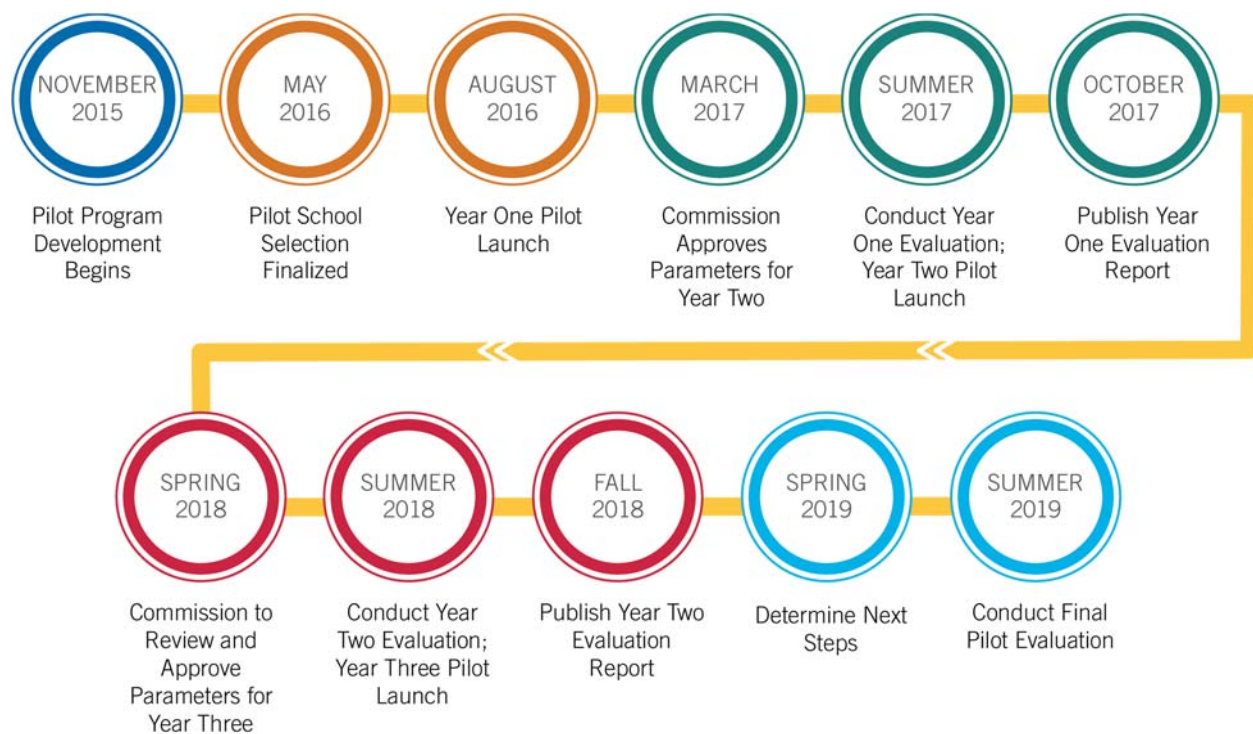 NOVEMBER
2015
Pilot Program
Development
Begins
MAY
2016
Pilot School
Selection
Finalized
AUGUST
2016
Year One Pilot
Launch
MARCH
2017
Commission
Approves
Parameters for
Year Two
SUMMER
2017
Conduct Year
One Evaluation;
Year Two Pilot
Launch
OCTOBER
2017
Publish Year
One Evaluation
Report
SPRING
2018
Commission to
Review and
Approve
Parameters for
Year Three
SUMMER
2018
Conduct Year
Two Evaluation;
Year Three Pilot
Launch
FALL
2018
Publish Year Two
Evaluation
Report
SPRING
2019
Determine Next
Steps
SUMMER
2019
Conduct Final
Pilot Evaluation